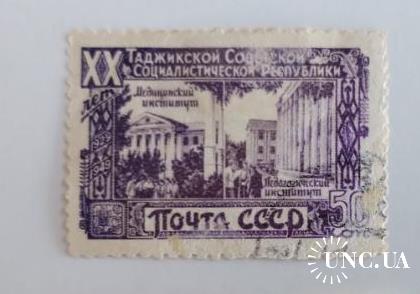 XX лет
Таджикской Советской
Социалистической Республики
Медицинский
институт
Педагогический
институт
50
ПОЧТА СССР
UNC.UA